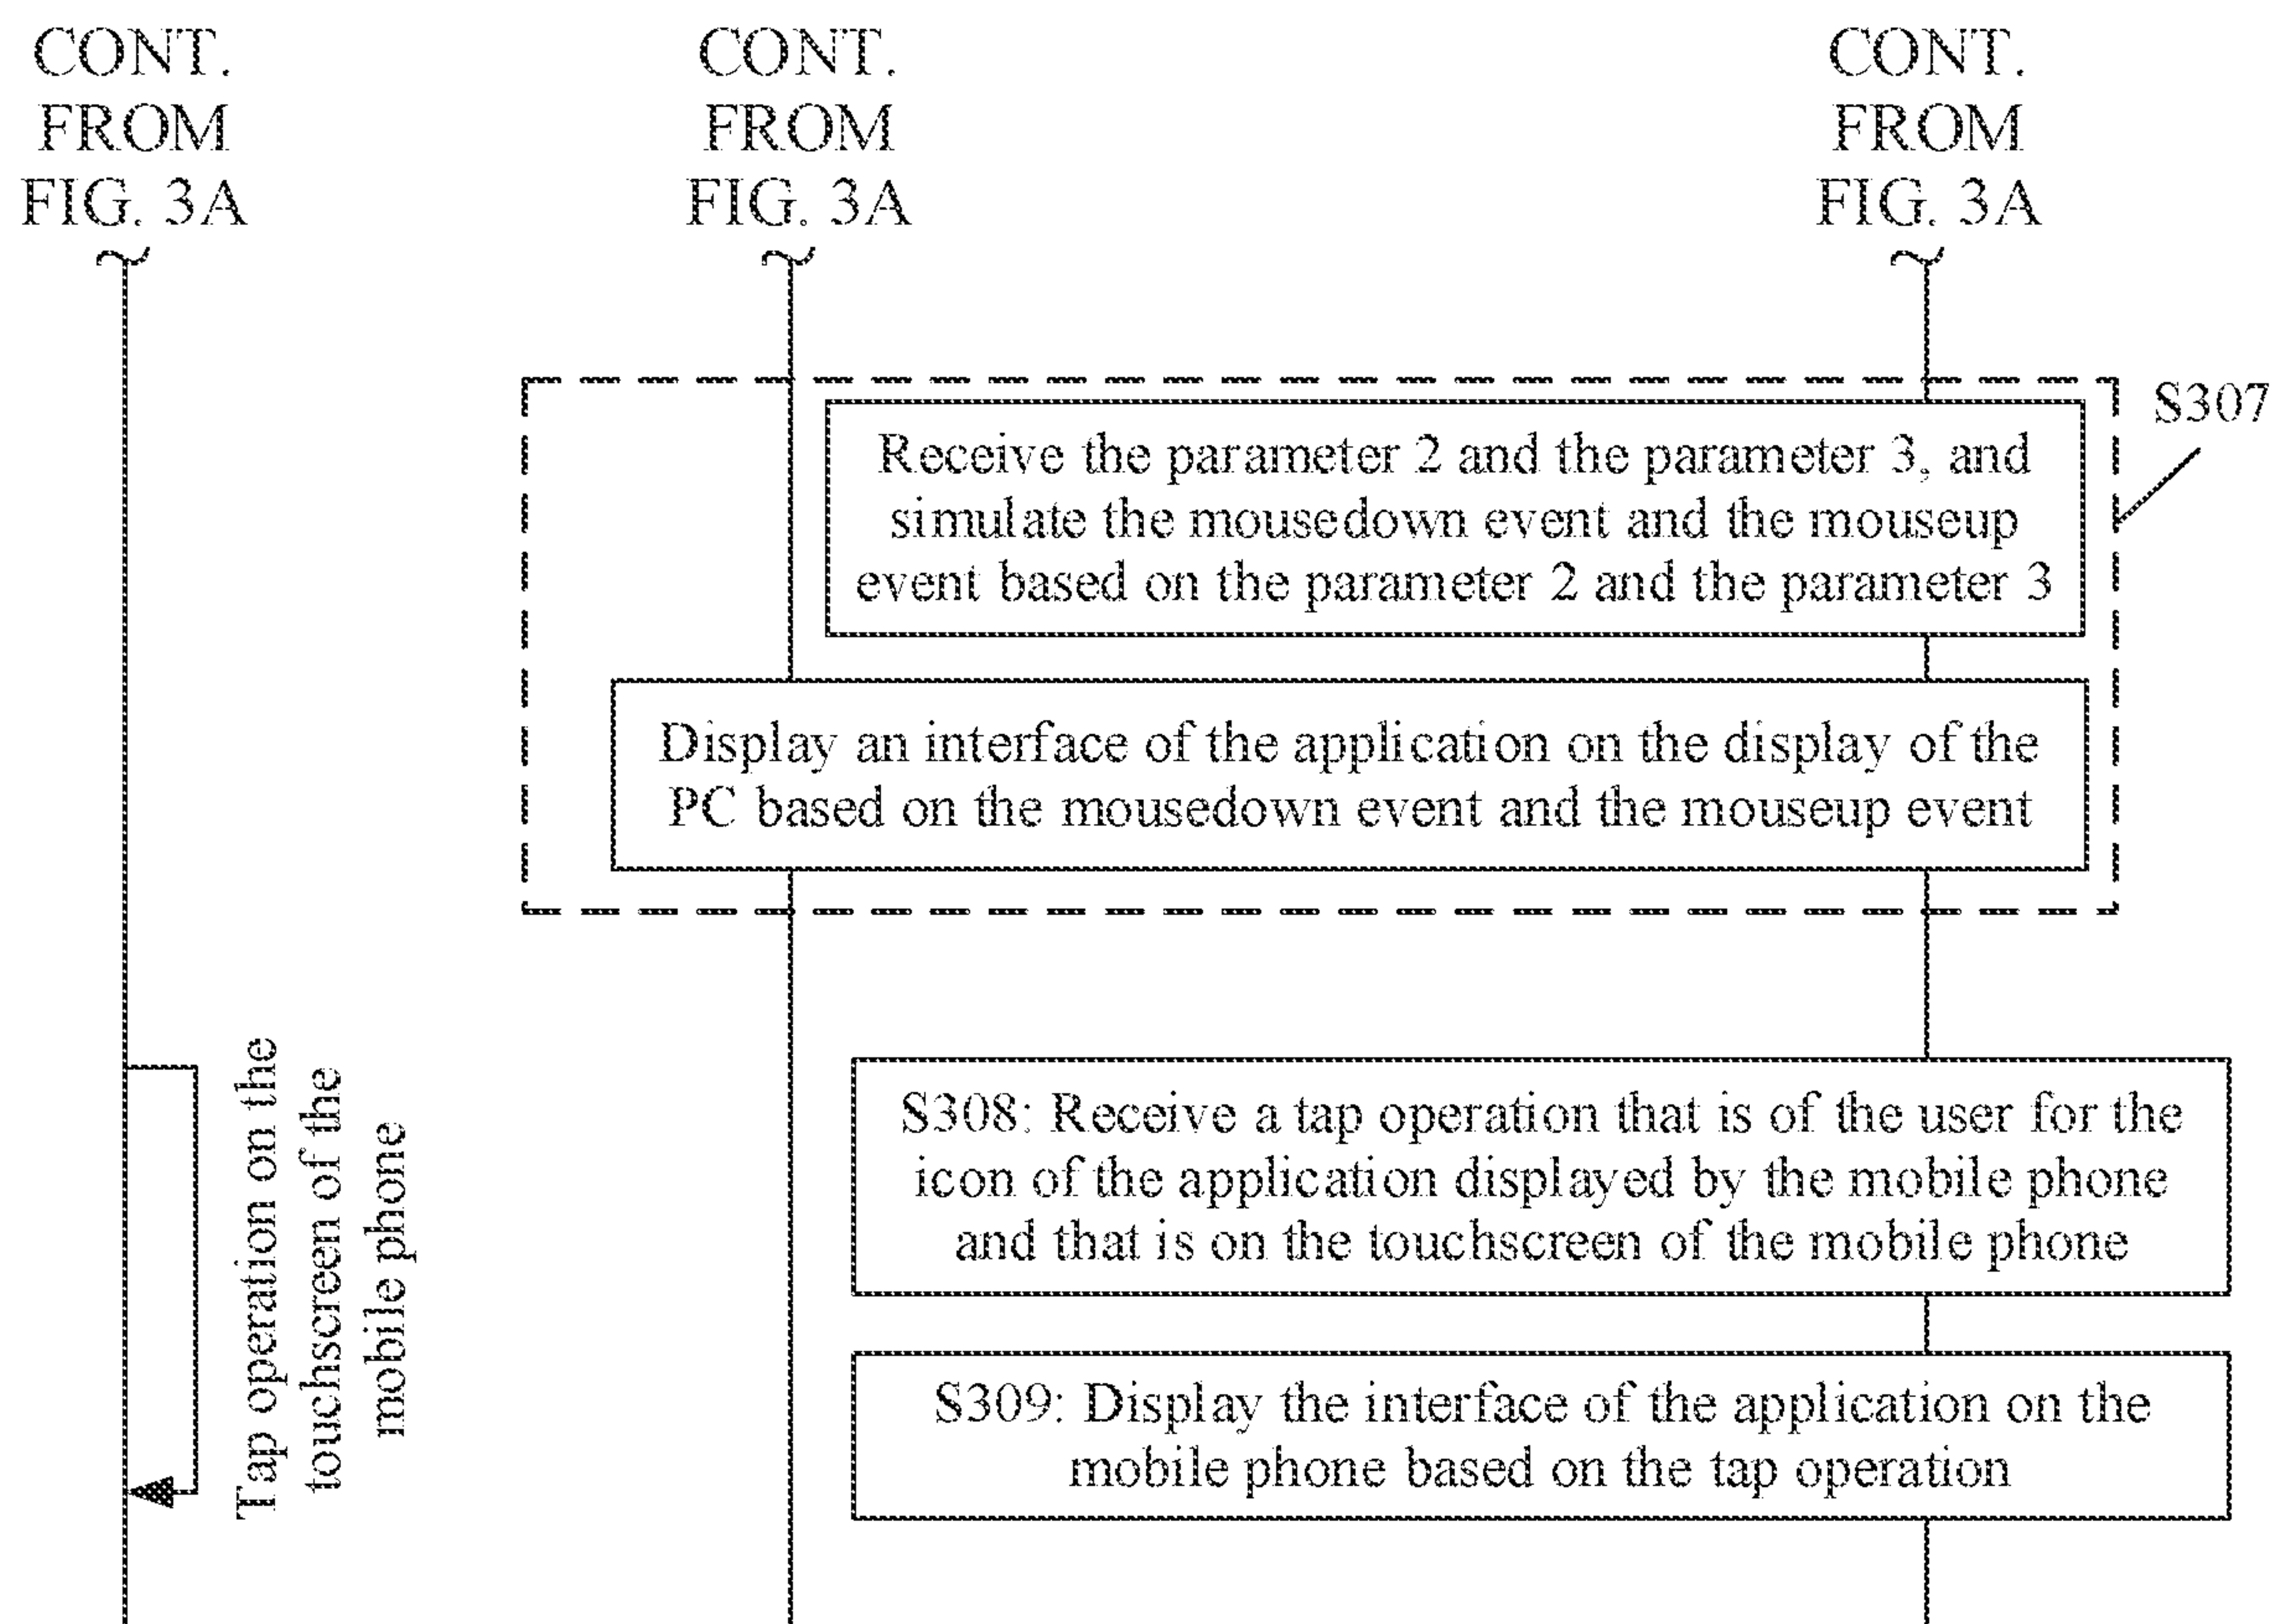 CONT.
FROM
FIG. 3A
CONT.
FROM
FIG. 3A
CONT.
FROM
FIG. 3A
S307
Receive the parameter 2 and the parameter 3, and
simulate the mousedown event and the mouseup
event based on the parameter 2 and the parameter 3
Display an interface of the application on the display of the
PC based on the mousedown event and the mouseup event
Tap operation on the
touchscreen of the
mobile phone
S308: Receive a tap operation that is of the user for the
icon of the application displayed by the mobile phone
and that is on the touchscreen of the mobile phone
S309: Display the interface of the application on the
mobile phone based on the tap operation